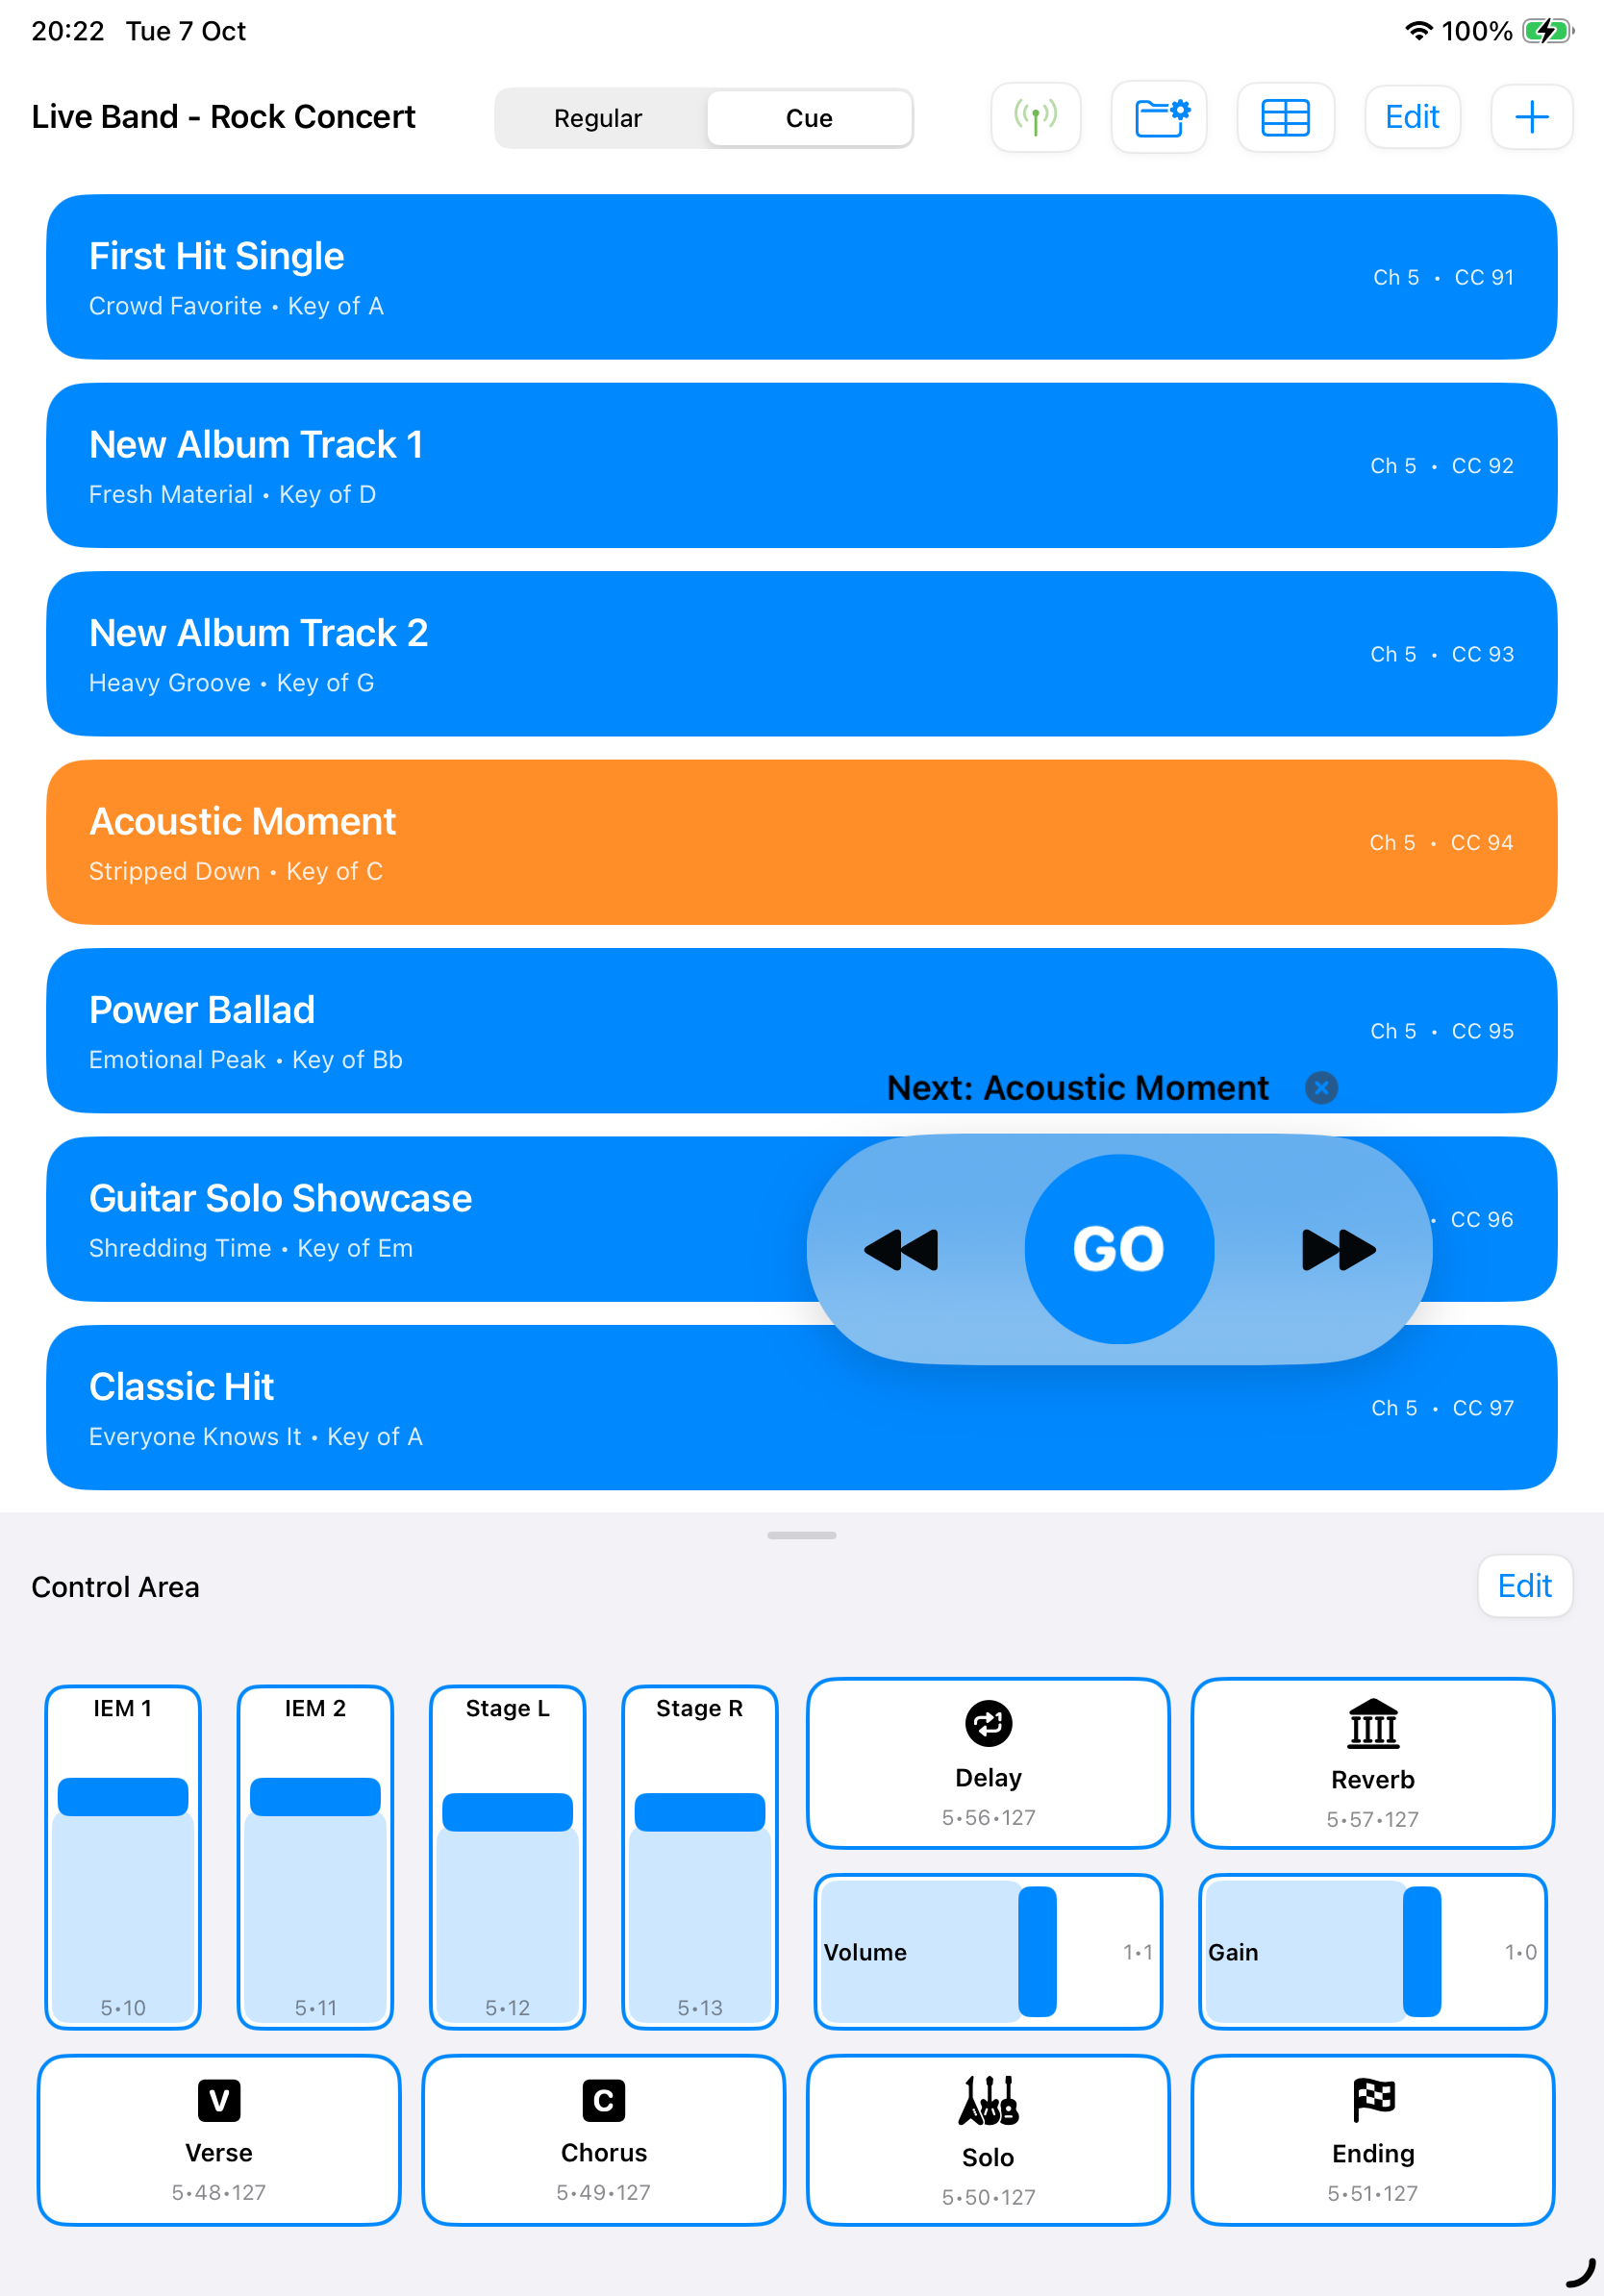 20:22 Tue 7 Oct
100%
Live Band - Rock Concert
Regular
Cue
Edit
First Hit Single
Crowd Favorite • Key of A
Ch 5 • CC 91
New Album Track 1
Fresh Material • Key of D
Ch 5 • CC 92
New Album Track 2
Heavy Groove • Key of G
Ch 5 • CC 93
Acoustic Moment
Stripped Down • Key of C
Ch 5 • CC 94
Power Ballad
Emotional Peak • Key of Bb
Ch 5 • CC 95
Next: Acoustic Moment
Guitar Solo Showcase
Shredding Time • Key of Em
• CC 96
GO
Classic Hit
Everyone Knows It • Key of A
Ch 5 • CC 97
Control Area
Edit
IEM 1
5•10
IEM 2
5•11
Stage L
5•12
Stage R
5•13
Delay
5•56•127
Reverb
5•57•127
Volume
1•1
Gain
1•0
V
Verse
5•48•127
C
Chorus
5•49•127
Solo
5•50•127
Ending
5•51•127